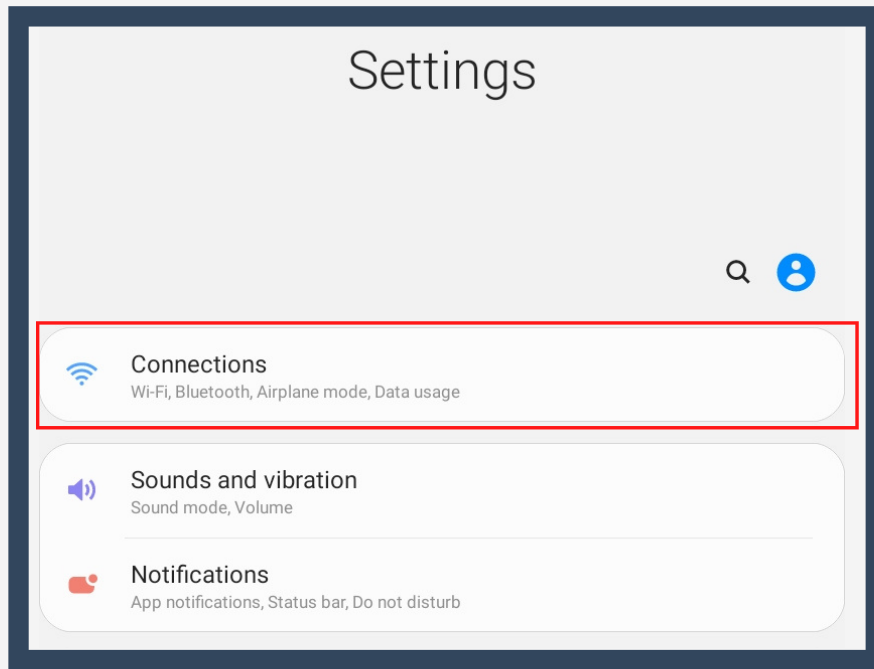 Settings
Connections
Wi-Fi, Bluetooth, Airplane mode, Data usage
Sounds and vibration
Sound mode, Volume
Notifications
App notifications, Status bar, Do not disturb